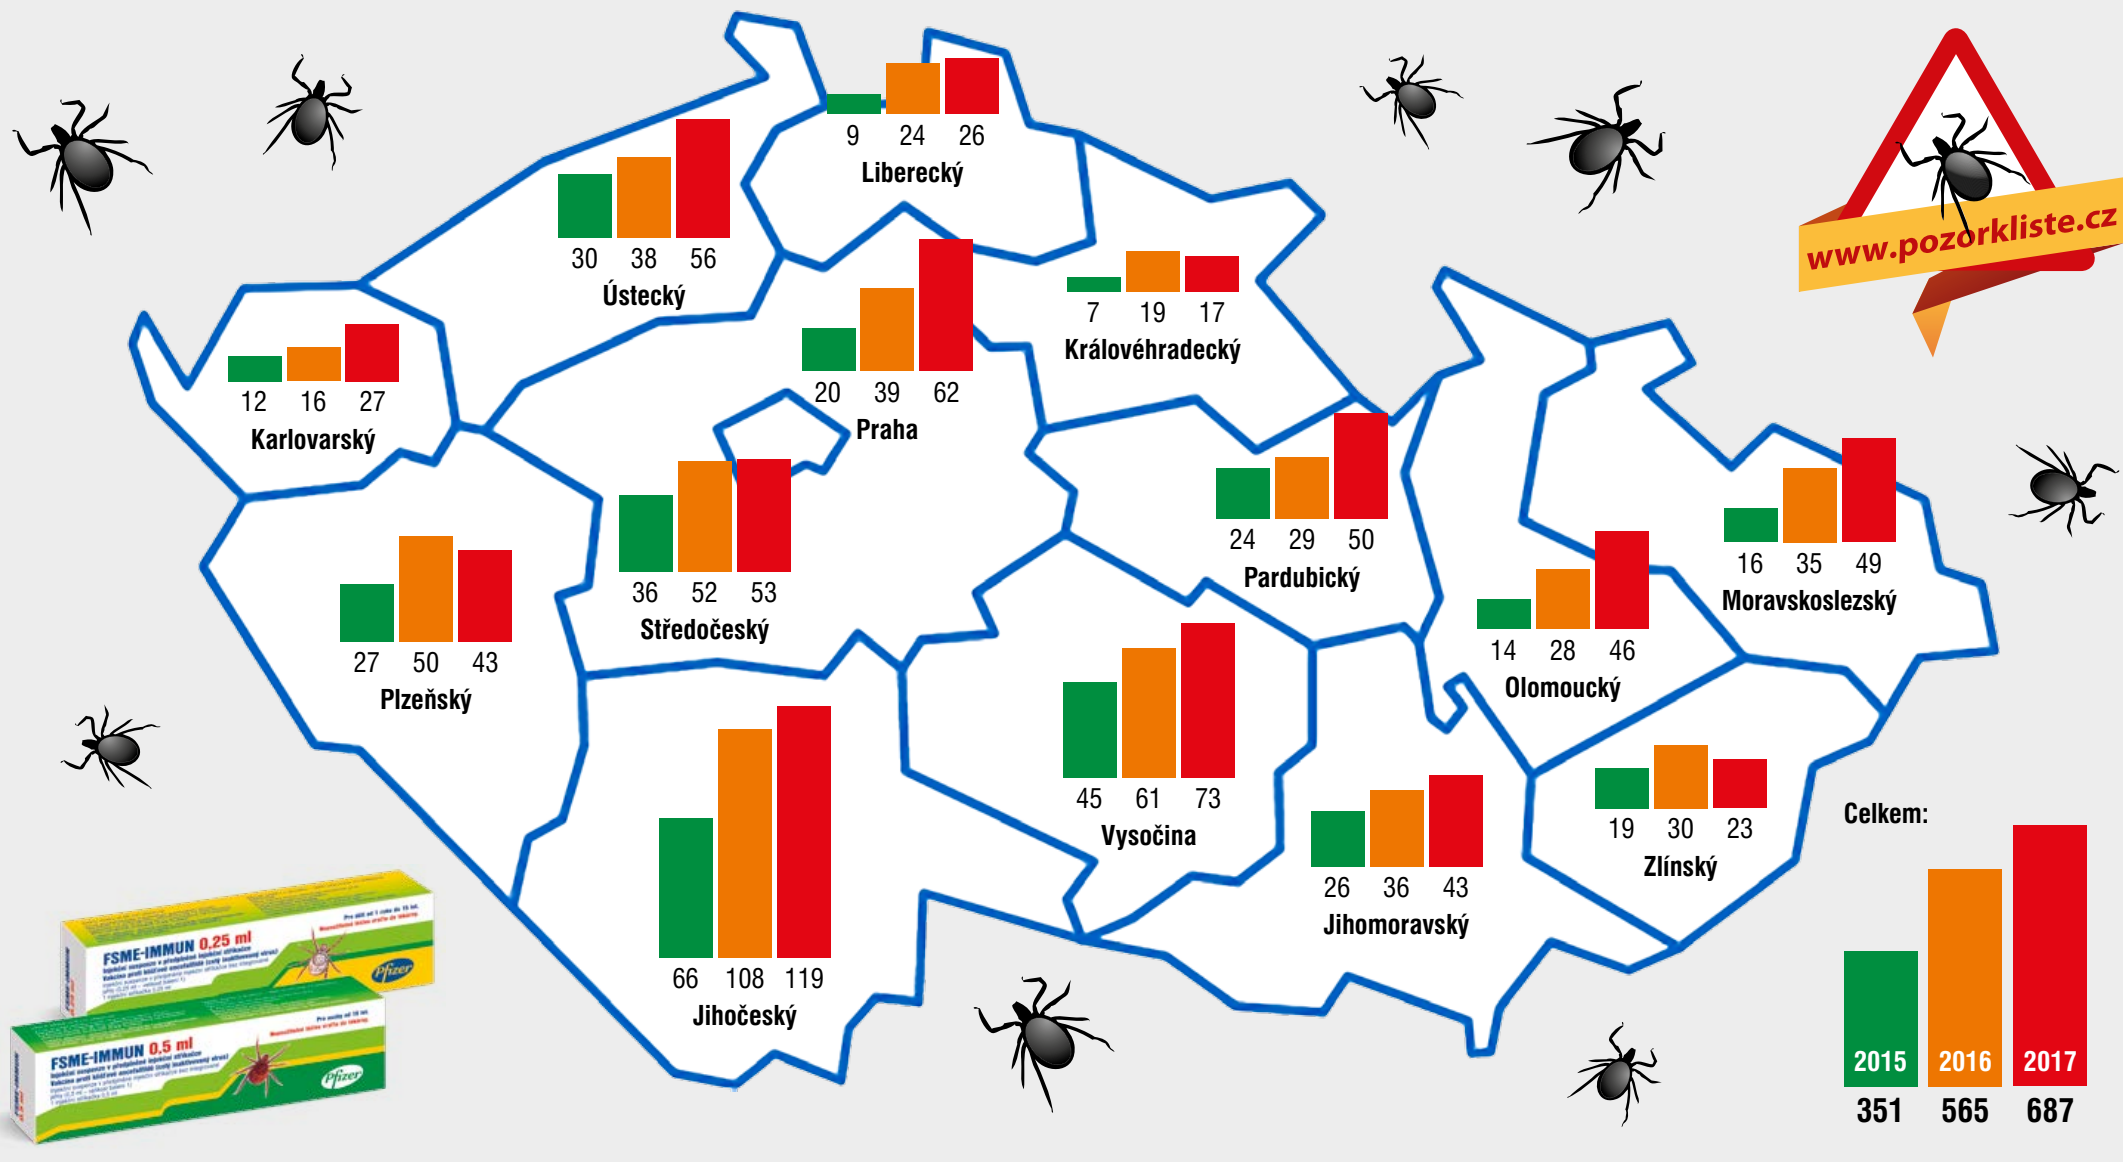 9 24 26
Liberecký
30 38 56
Ústecký
www.pozorkliste.cz
7 19 17
Královéhradecký
12 16 27
Karlovarský
20 39 62
Praha
24 29 50
Pardubický
16 35 49
Moravskoslezský
36 52 53
Středočeský
27 50 43
Plzeňský
14 28 46
Olomoucký
45 61 73
Vysočina
19 30 23
Zlínský
26 36 43
Jihomoravský
66 108 119
Jihočeský
Celkem:
2015 2016 2017
351 565 687
FSME-IMMUN 0,25 ml
Pfizer
FSME-IMMUN 0,5 ml
Pfizer